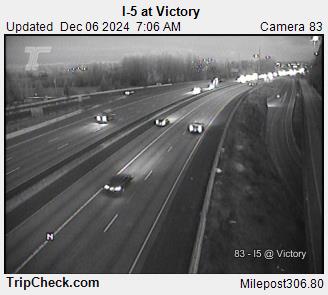 I-5 at Victory
Updated Dec 06 2024 7:06 AM Camera 83
N
83 - I5 @ Victory
TripCheck.com Milepost306.80